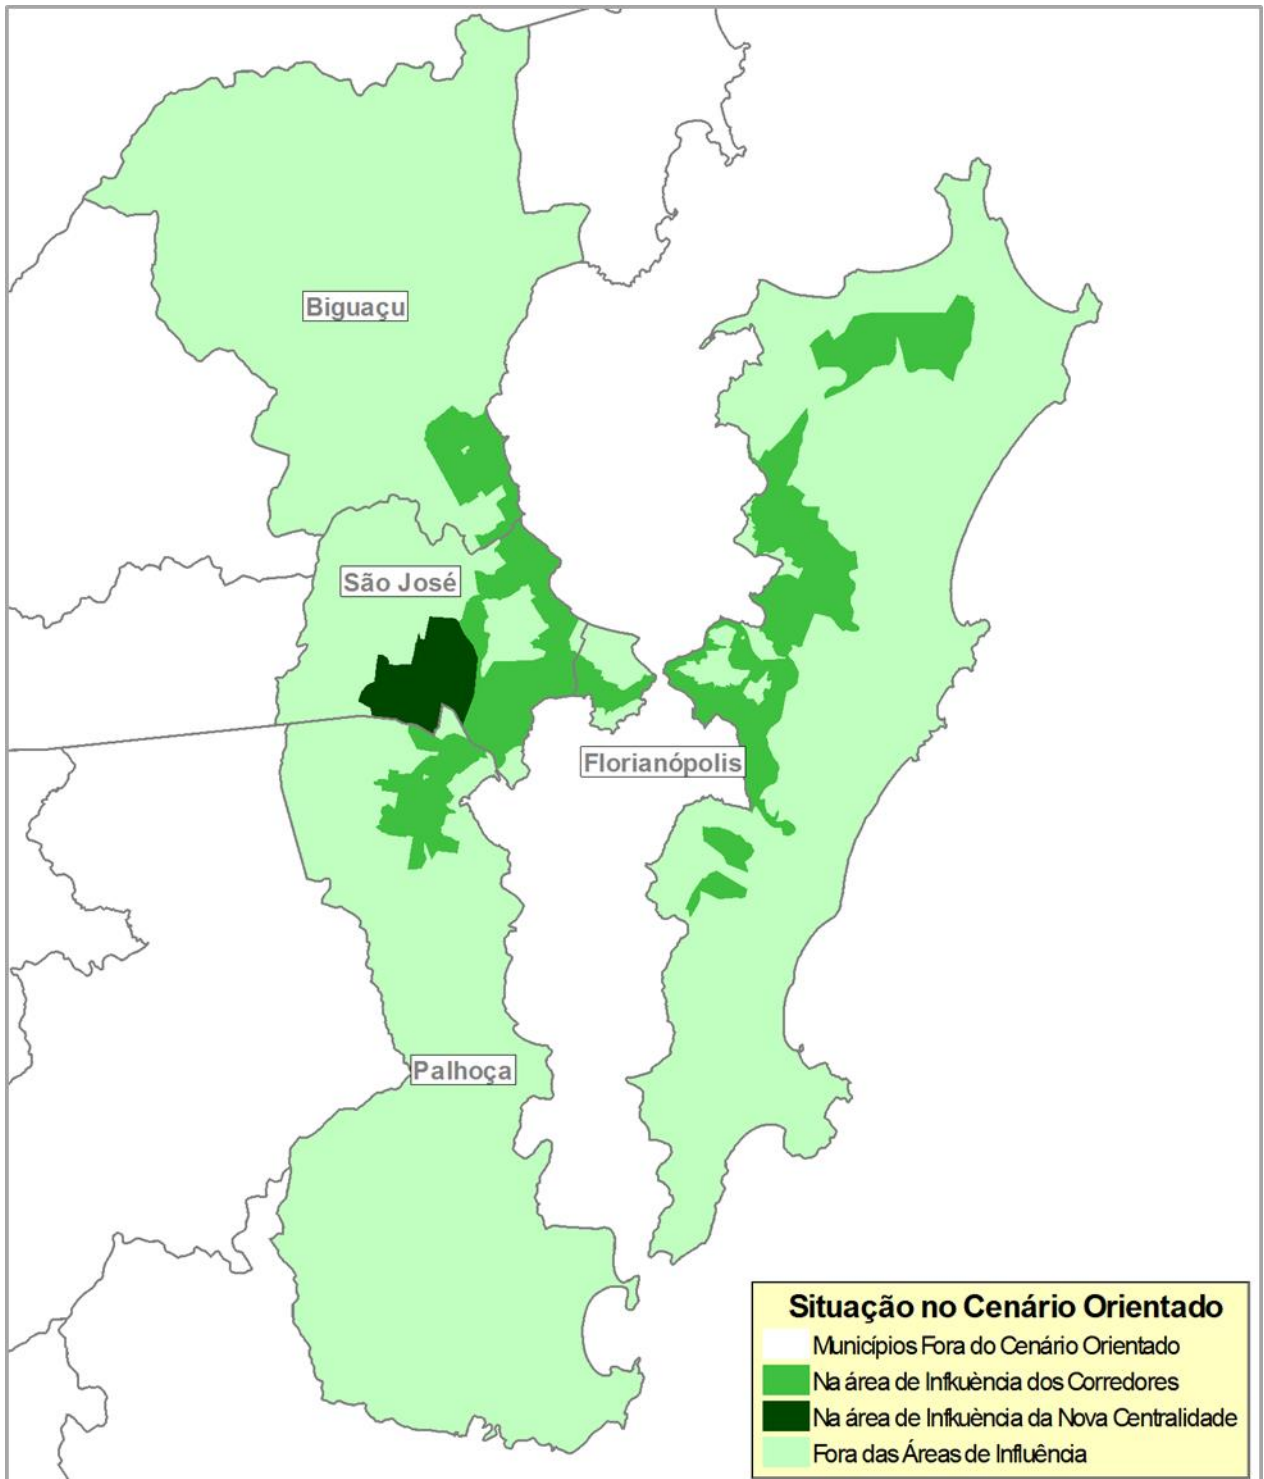 Biguaçu
São José
Florianópolis
Palhoça
Situação no Cenário Orientado
Municípios Fora do Cenário Orientado
Na área de Infkuència dos Corredores
Na área de Infkuència da Nova Centralidade
Fora das Áreas de Influência